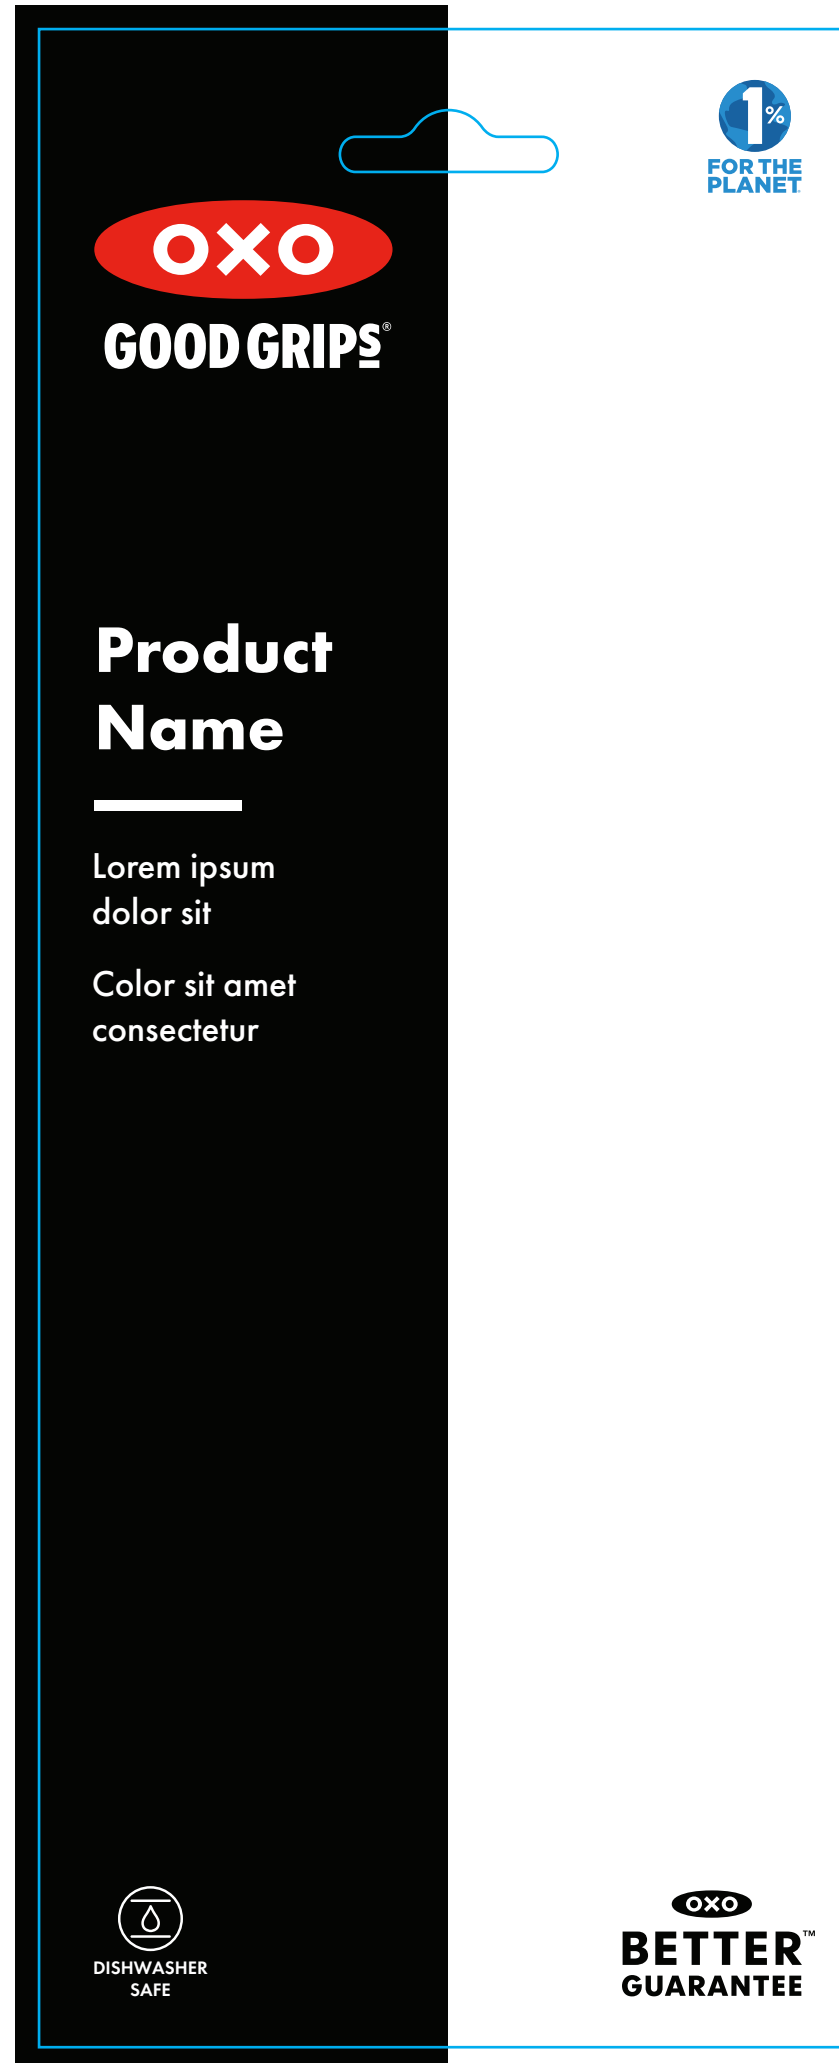 1%
FOR THE
PLANET
OXO
GOOD GRIPS®
Product
Name
Lorem ipsum
dolor sit
Color sit amet
consectetur
DISHWASHER
SAFE
OXO
BETTER™
GUARANTEE